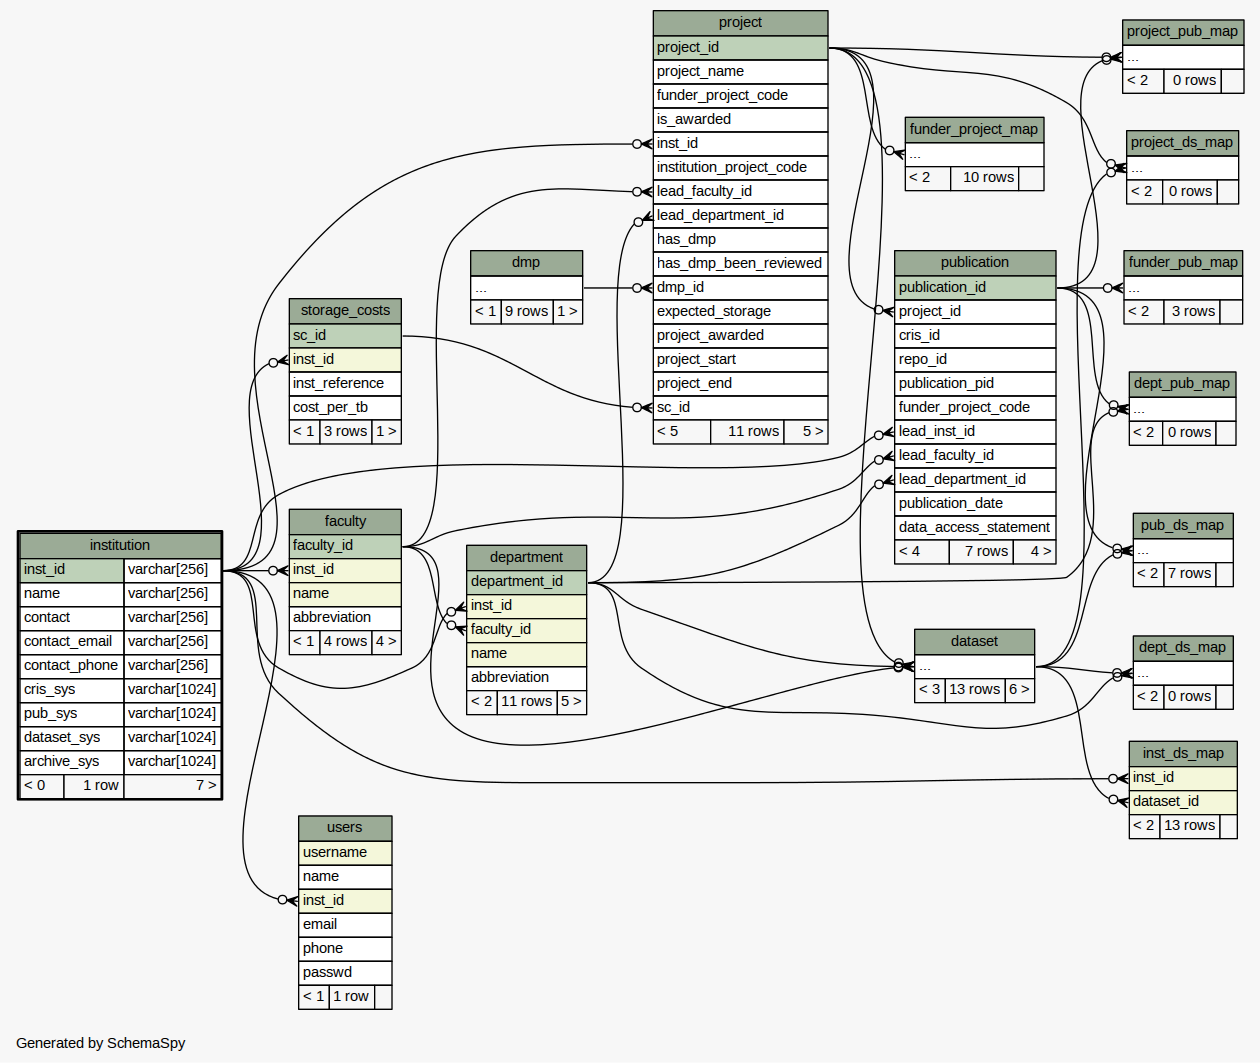 project
project_id
project_name
funder_project_code
is_awarded
inst_id
institution_project_code
lead_faculty_id
lead_department_id
has_dmp
has_dmp_been_reviewed
dmp_id
expected_storage
project_awarded
project_start
project_end
sc_id
< 5 11 rows 5 >
project_pub_map
...
< 2 0 rows
funder_project_map
...
< 2 10 rows
project_ds_map
...
< 2 0 rows
dmp
...
< 1 9 rows 1 >
publication
publication_id
project_id
cris_id
repo_id
publication_pid
funder_project_code
lead_inst_id
lead_faculty_id
lead_department_id
publication_date
data_access_statement
< 4 7 rows 4 >
funder_pub_map
...
< 2 3 rows
storage_costs
sc_id
inst_id
inst_reference
cost_per_tb
< 1 3 rows 1 >
dept_pub_map
...
< 2 0 rows
faculty
faculty_id
inst_id
name
abbreviation
< 1 4 rows 4 >
pub_ds_map
...
< 2 7 rows
institution
inst_id varchar[256]
name varchar[256]
contact varchar[256]
contact_email varchar[256]
contact_phone varchar[256]
cris_sys varchar[1024]
pub_sys varchar[1024]
dataset_sys varchar[1024]
archive_sys varchar[1024]
< 0 1 row 7 >
department
department_id
inst_id
faculty_id
name
abbreviation
< 2 11 rows 5 >
dataset
...
< 3 13 rows 6 >
dept_ds_map
...
< 2 0 rows
inst_ds_map
inst_id
dataset_id
< 2 13 rows
users
username
name
inst_id
email
phone
passwd
< 1 1 row
Generated by SchemaSpy